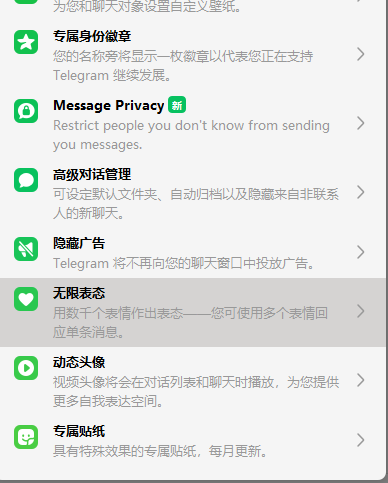 为您和聊天对象设置自定义壁纸。
专属身份徽章
您的名称旁将显示一枚徽章以代表您正在支持
Telegram 继续发展。
Message Privacy 新
Restrict people you don't know from sending
you messages.
高级对话管理
可设定默认文件夹、自动归档以及隐藏来自非联系
人的新聊天。
隐藏广告
Telegram 将不再向您的聊天窗口中投放广告。
无限表态
用数千个表情作出表态——您可使用多个表情回
应单条消息。
动态头像
视频头像将会在对话列表和聊天时播放，为您提供
更多自我表达空间。
专属贴纸
具有特殊效果的专属贴纸，每月更新。